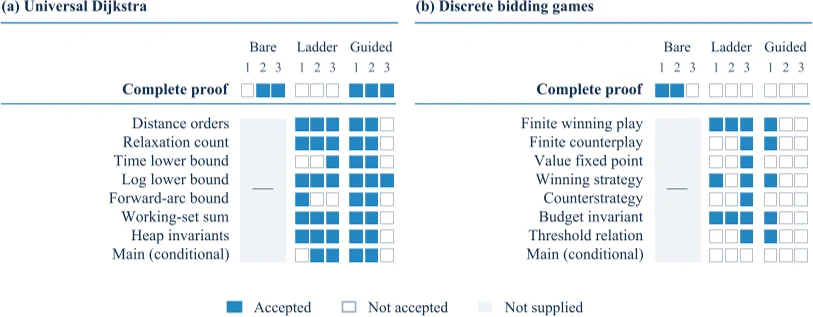 (a) Universal Dijkstra
Bare Ladder Guided
1 2 3 1 2 3 1 2 3
Complete proof
Distance orders
Relaxation count
Time lower bound
Log lower bound
Forward-arc bound
Working-set sum
Heap invariants
Main (conditional)
—
(b) Discrete bidding games
Bare Ladder Guided
1 2 3 1 2 3 1 2 3
Complete proof
Finite winning play
Finite counterplay
Value fixed point
Winning strategy
Counterstrategy
Budget invariant
Threshold relation
Main (conditional)
—
Accepted Not accepted Not supplied